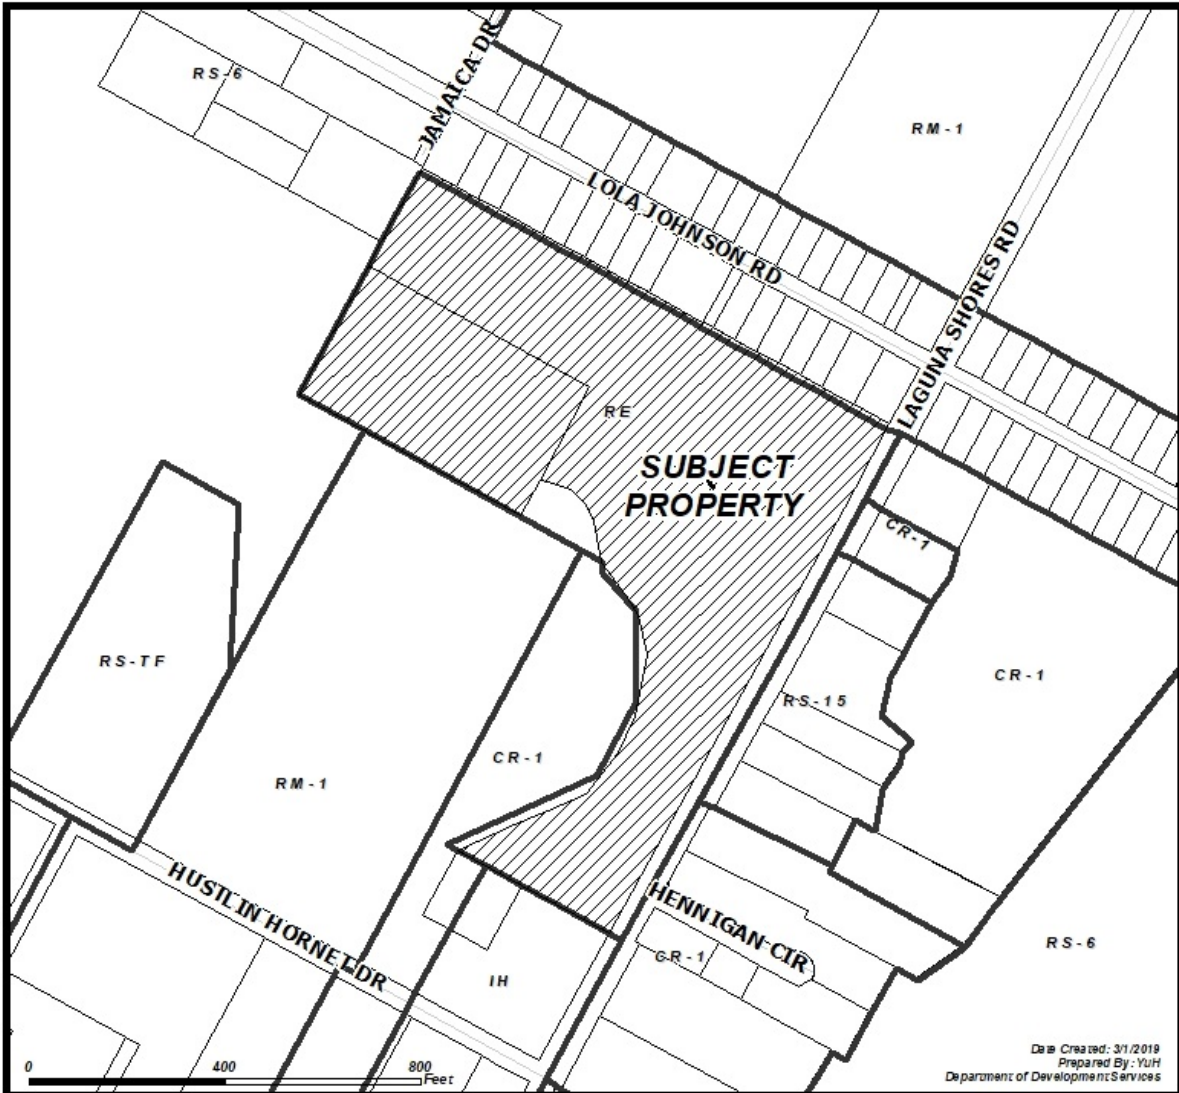 JAMAICA DR
RS-6
RM-1
LOLA JOHNSON RD
LAGUNA SHORES RD
RE
SUBJECT
PROPERTY
CR-1
RS-TF
CR-1
RS-15
CR-1
RM-1
HUSTLIN HORNET DR
HENNIGAN CIR
CR-1
RS-6
IH
0 400 800
Feet
Date Created: 3/1/2019
Prepared By: YuH
Department of Development Services